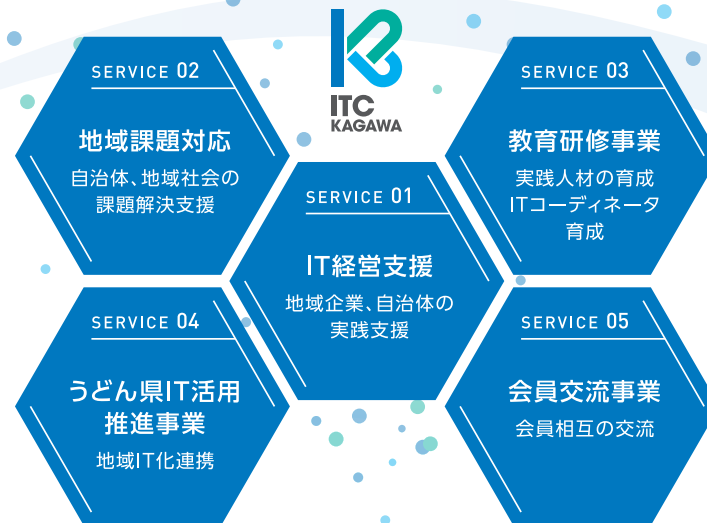 ITC
KAGAWA
SERVICE 01
IT経営支援
地域企業、自治体の
実践支援
SERVICE 02
地域課題対応
自治体、地域社会の
課題解決支援
SERVICE 03
教育研修事業
実践人材の育成
ITコーディネータ
育成
SERVICE 04
うどん県IT活用
推進事業
地域IT化連携
SERVICE 05
会員交流事業
会員相互の交流